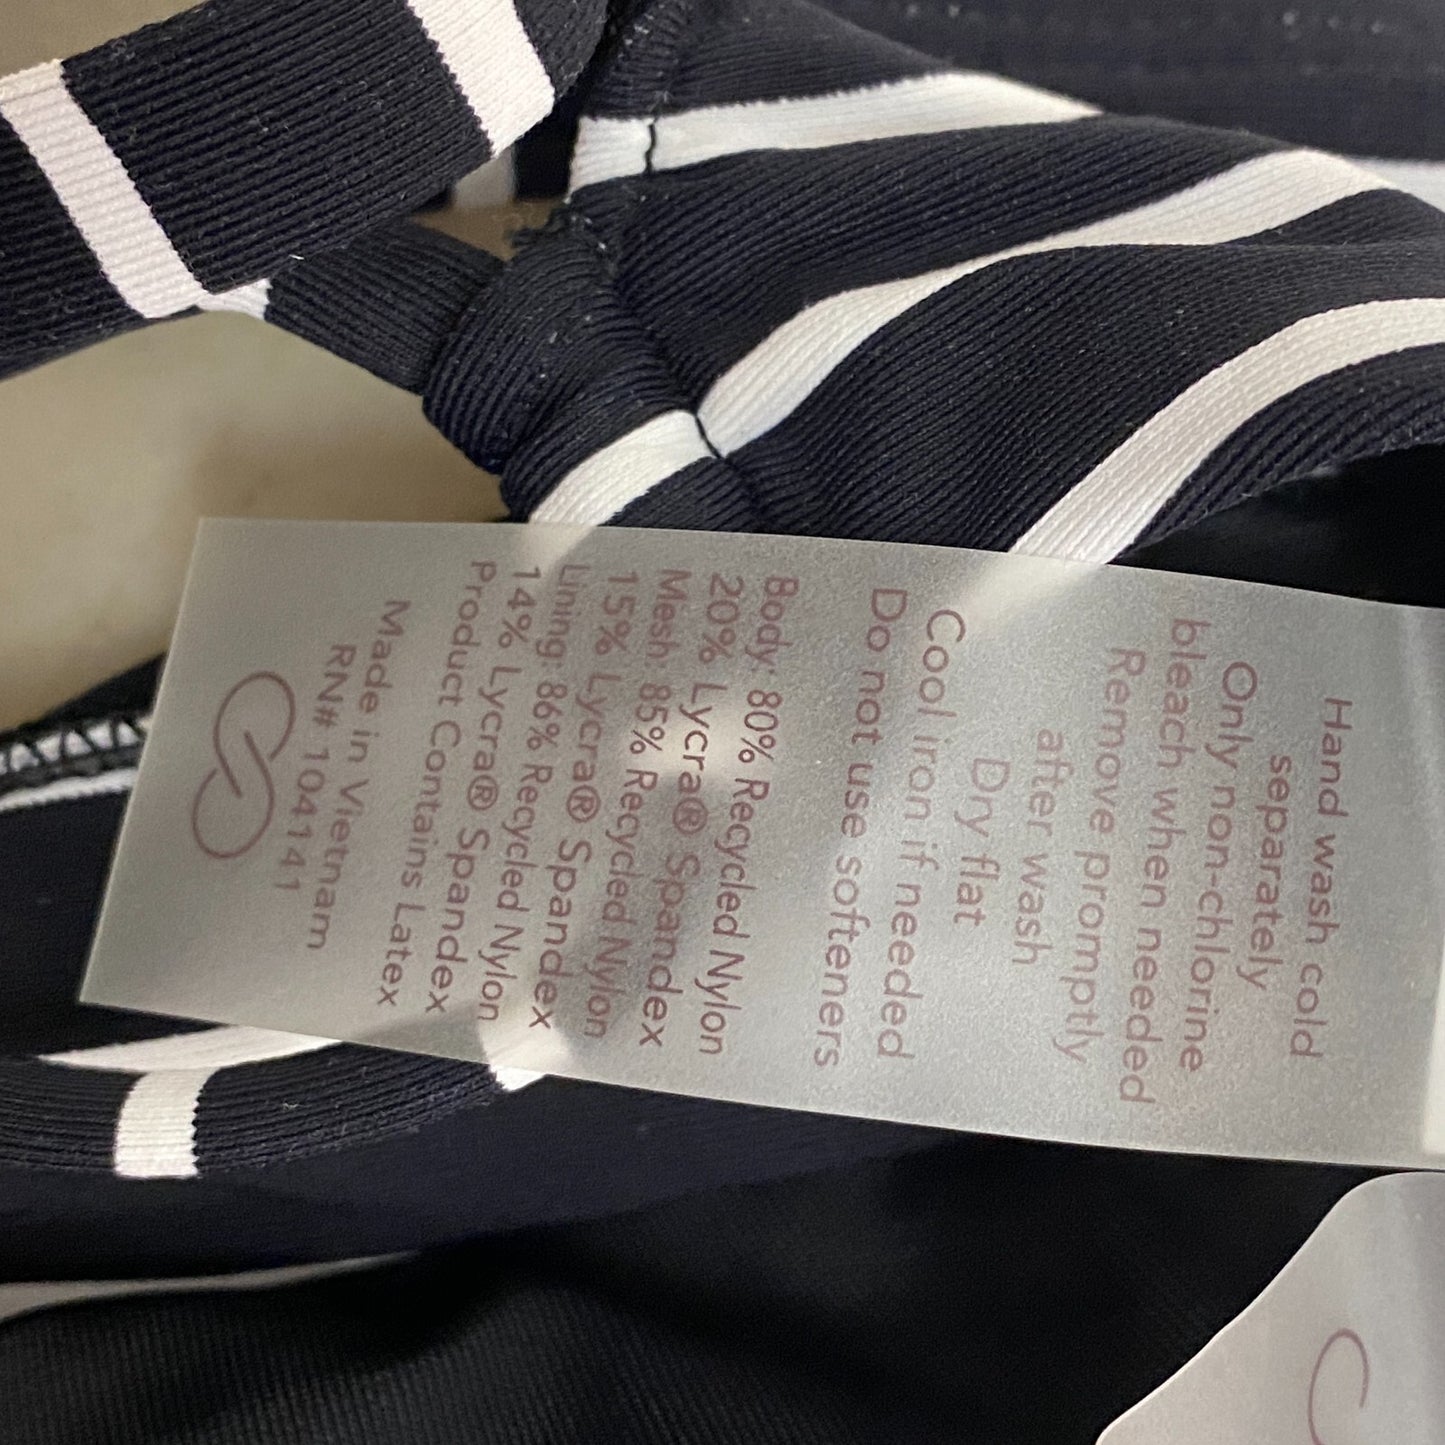 Hand wash cold
separately
Only non-chlorine
bleach when needed
Remove promptly
after wash
Dry flat
Cool iron if needed
Do not use softeners
Body: 80% Recycled Nylon
20% Lycra® Spandex
Mesh: 85% Recycled Nylon
15% Lycra® Spandex
Lining: 86% Recycled Nylon
14% Lycra® Spandex
Product Contains Latex
Made in Vietnam
RN# 104141